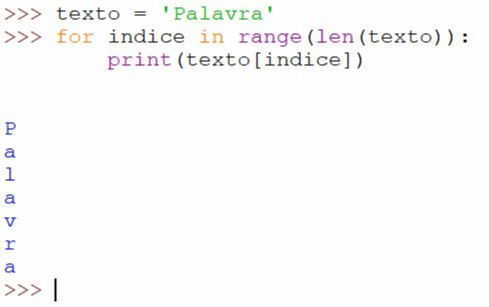 >>> texto = 'Palavra'
>>> for indice in range(len(texto)):
        print(texto[indice])
P
a
l
a
v
r
a
>>>